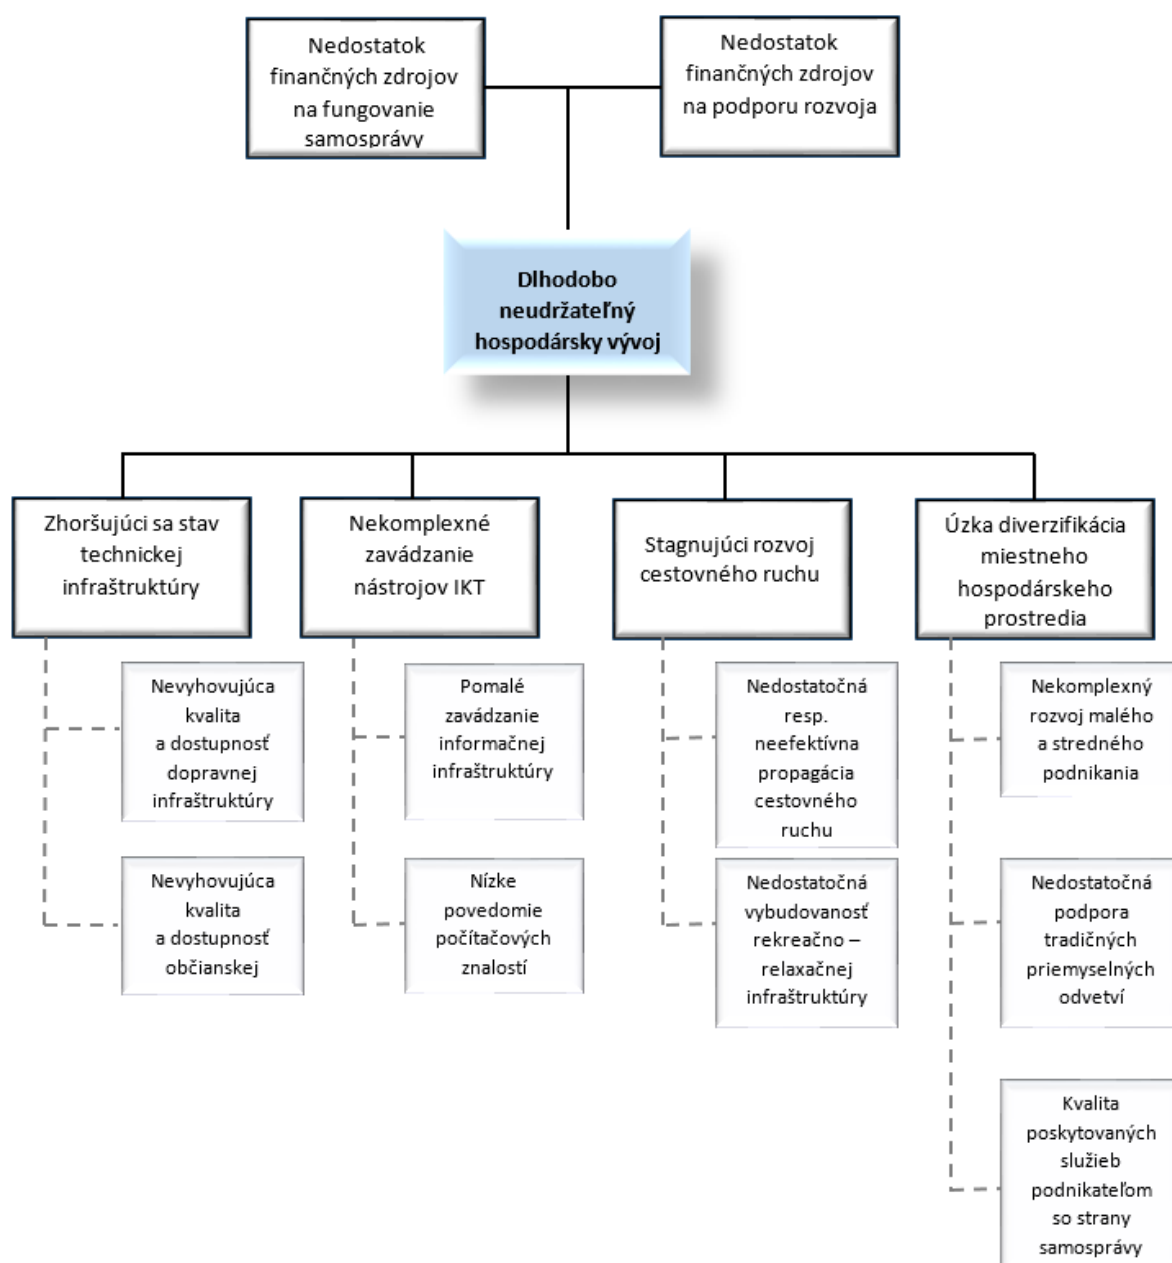 Nedostatok
finančných zdrojov
na fungovanie
samosprávy
Nedostatok
finančných zdrojov
na podporu rozvoja
Dlhodobo
neudržateľný
hospodársky vývoj
Zhoršujúci sa stav
technickej
infraštruktúry
Nekomplexné
zavádzanie
nástrojov IKT
Stagnujúci rozvoj
cestovného ruchu
Úzka diverzifikácia
miestneho
hospodárskeho
prostredia
Nevyhovujúca
kvalita
a dostupnosť
dopravnej
infraštruktúry
Pomalé
zavádzanie
informačnej
infraštruktúry
Nedostatočná
resp.
neefektívna
propagácia
cestovného
ruchu
Nekomplexný
rozvoj malého
a stredného
podnikania
Nevyhovujúca
kvalita
a dostupnosť
občianskej
Nízke
povedomie
počítačových
znalostí
Nedostatočná
vybudovanosť
rekreačno –
relaxačnej
infraštruktúry
Nedostatočná
podpora
tradičných
priemyselných
odvetví
Kvalita
poskytovaných
služieb
podnikateľom
so strany
samosprávy